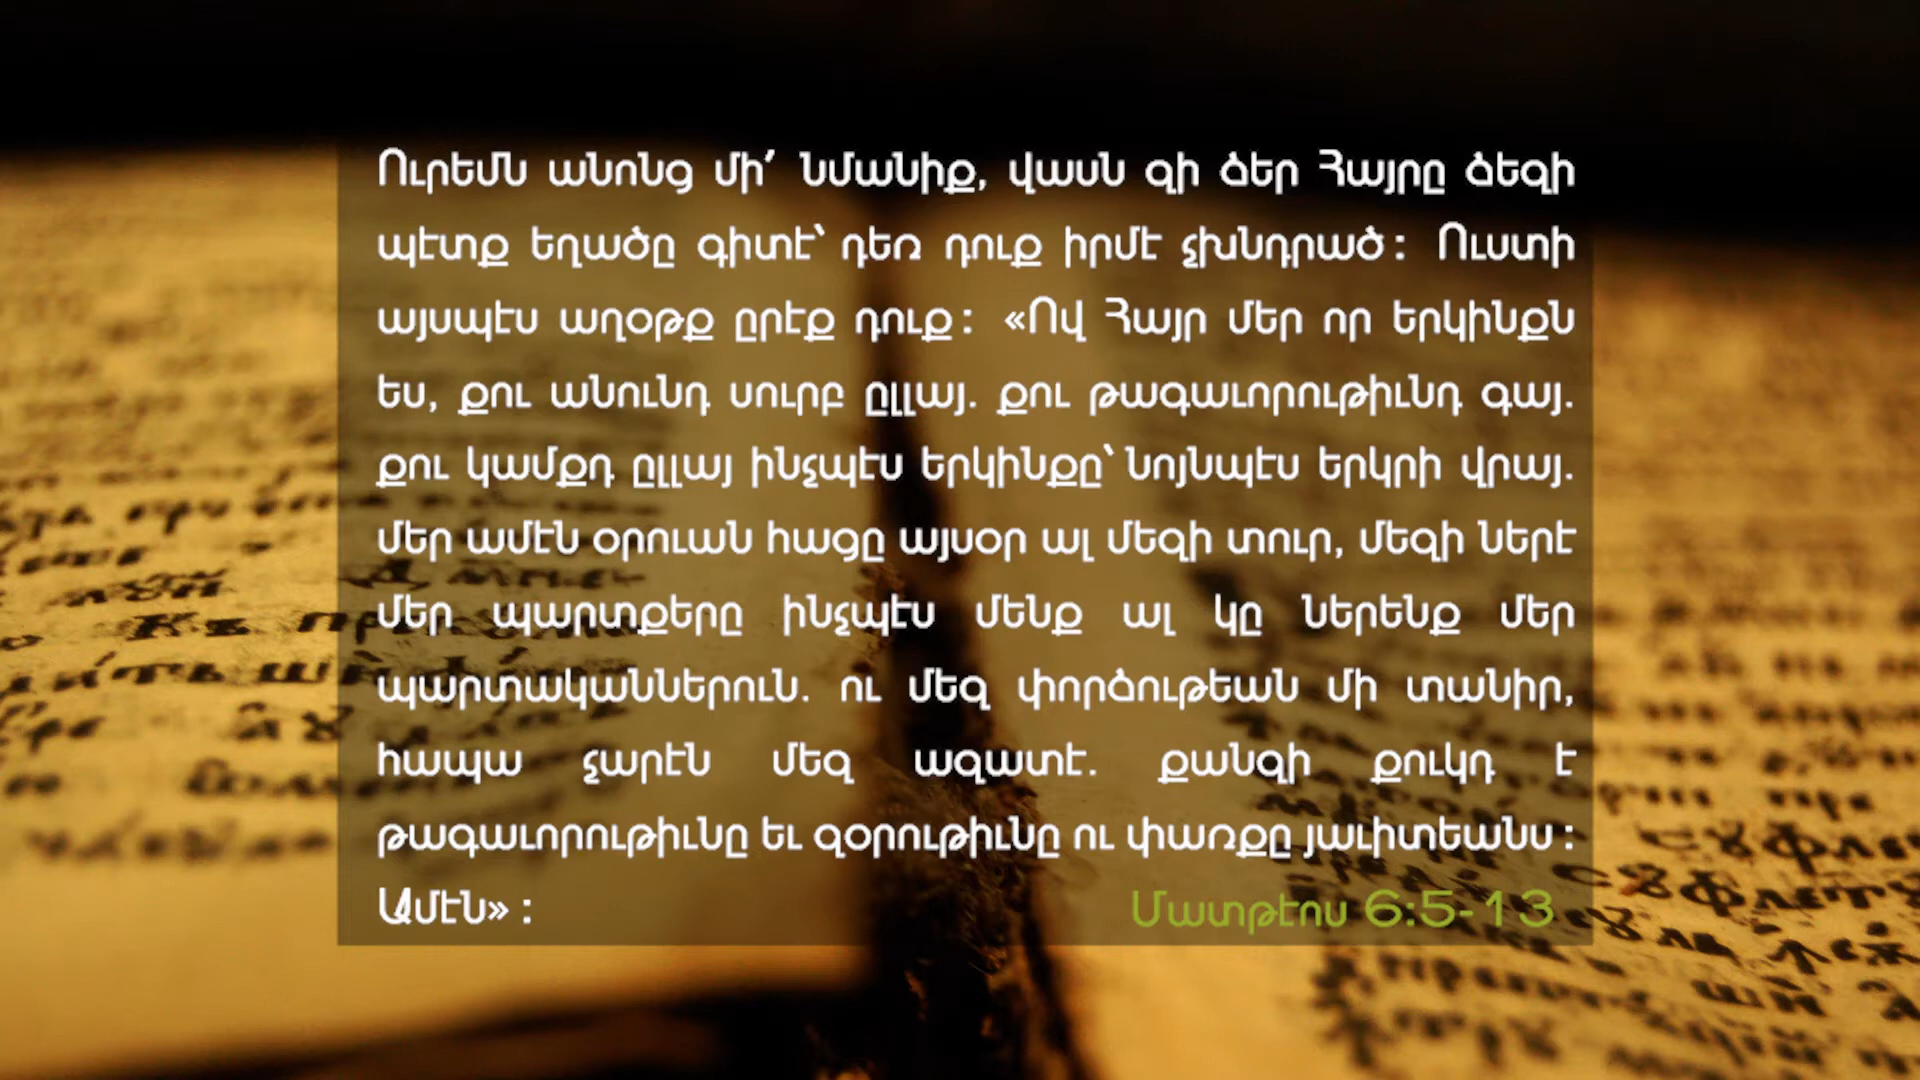 Ուրեմն անոնց մի՛ նմանիք, վասն զի ձեր Հայրը ձեզի
պէտք եղածը գիտէ՝ դեռ դուք իրմէ չխնդրած: Ուստի
այսպէս աղօթք ըրէք դուք: «Ով Հայր մեր որ երկինքն
ես, քու անունդ սուրբ ըլլայ. քու թագաւորութիւնդ գայ.
քու կամքդ ըլլայ ինչպէս երկինքը՝ նոյնպէս երկրի վրայ.
մեր ամէն օրուան հացը այսօր ալ մեզի տուր, մեզի ներէ
մեր պարտքերը ինչպէս մենք ալ կը ներենք մեր
պարտականներուն. ու մեզ փորձութեան մի տանիր,
հապա չարէն մեզ ազատէ. քանզի քուկդ է
թագաւորութիւնը եւ զօրութիւնը ու փառքը յաւիտեանս:
Ամէն»:
Մատթէոս 6:5-13